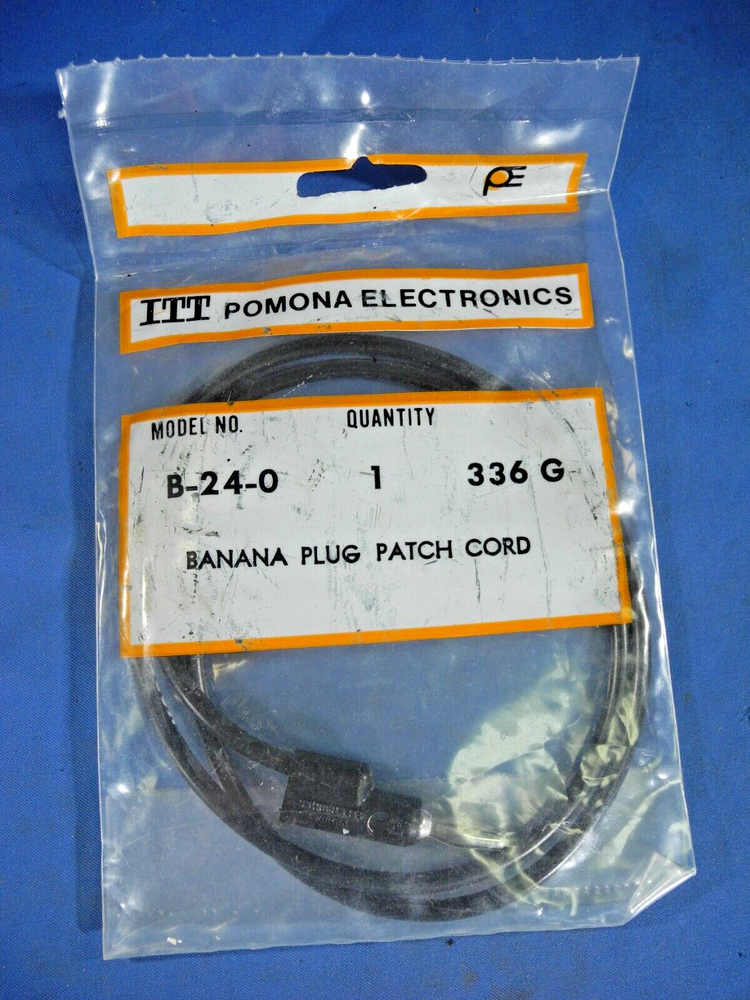 PE
ITT POMONA ELECTRONICS
MODEL NO. QUANTITY
B-24-0 1 336 G
BANANA PLUG PATCH CORD